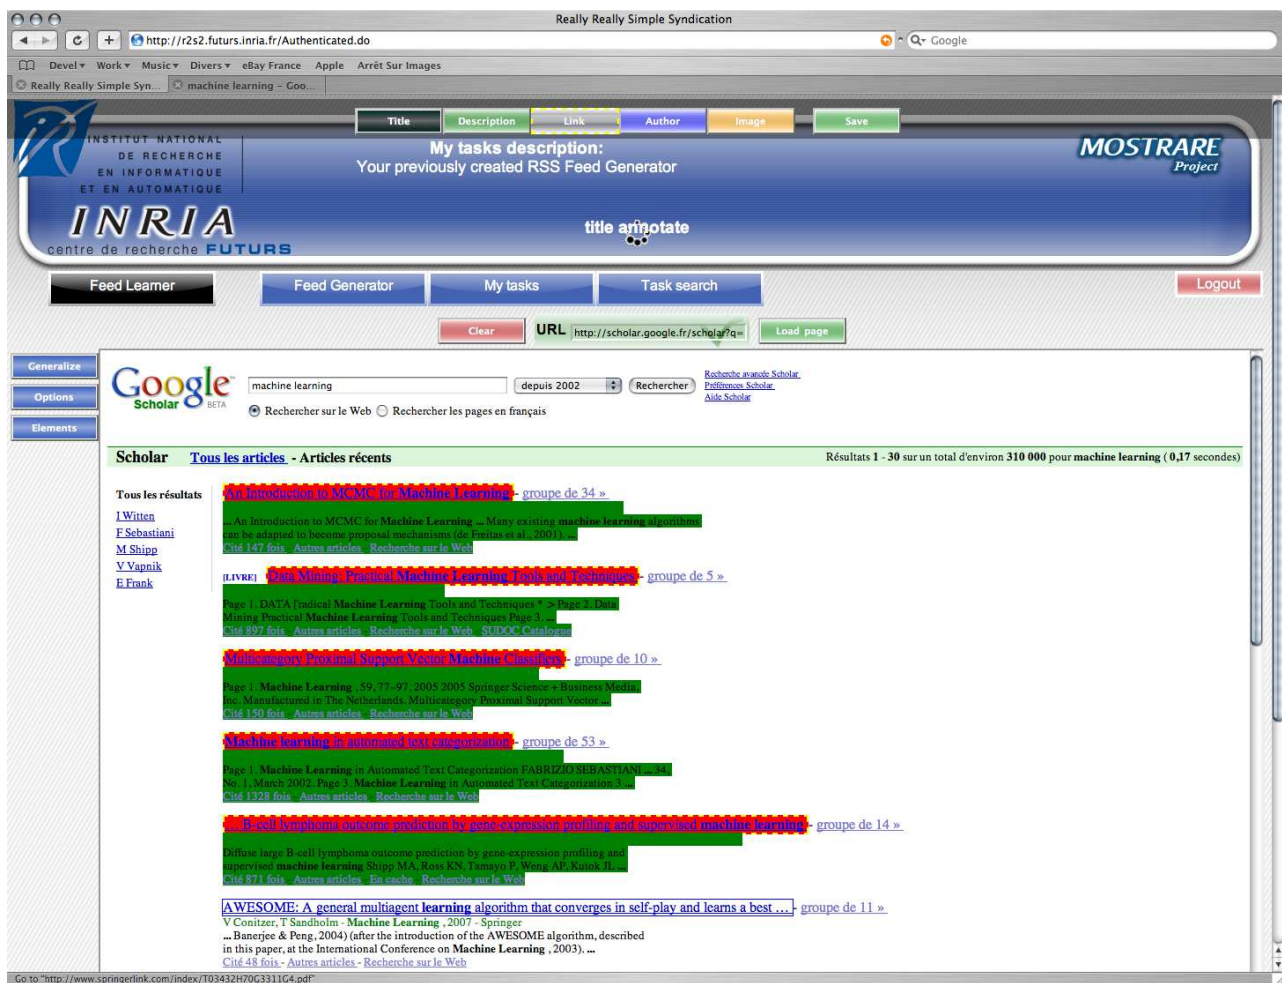 Really Really Simple Syndication
http://r2s2.futurs.inria.fr/Authenticated.do
Google
Devel Work Music Divers eBay France Apple Arrêt Sur Images
Really Really Simple Syn... machine learning – Goo...
Title Description Link Author Image Save
INSTITUT NATIONAL
DE RECHERCHE
EN INFORMATIQUE
ET EN AUTOMATIQUE
INRIA
centre de recherche FUTURS
My tasks description:
Your previously created RSS Feed Generator
title annotate
MOSTRARE
Project
Feed Learner Feed Generator My tasks Task search Logout
Clear URL http://scholar.google.fr/scholar?q= Load page
Generalize
Options
Elements
Google
Scholar BETA
machine learning depuis 2002 Rechercher
Recherche avancée Scholar
Préférences Scholar
Aide Scholar
Rechercher sur le Web Rechercher les pages en français
Scholar Tous les articles - Articles récents Résultats 1 - 30 sur un total d'environ 310 000 pour machine learning ( 0,17 secondes)
Tous les résultats
I Witten
F Sebastiani
M Shipp
V Vapnik
E Frank
An Introduction to MCMC for Machine Learning - groupe de 34 »
... An Introduction to MCMC for Machine Learning ... Many existing machine learning algorithms
can be adapted to become proposal mechanisms (de Freitas et al., 2001). ...
Cité 147 fois Autres articles Recherche sur le Web
[LIVRE] Data Mining: Practical Machine Learning Tools and Techniques - groupe de 5 »
Page 1. DATA [radical Machine Learning Tools and Techniques * > Page 2. Data
Mining Practical Machine Learning Tools and Techniques Page 3. ...
Cité 897 fois Autres articles Recherche sur le Web SUDOC Catalogue
Multicategory Proximal Support Vector Machine Classifiers - groupe de 10 »
Page 1. Machine Learning , 59, 77–97, 2005 2005 Springer Science + Business Media,
Inc. Manufactured in The Netherlands. Multicategory Proximal Support Vector ...
Cité 150 fois Autres articles Recherche sur le Web
Machine learning in automated text categorization - groupe de 53 »
Page 1. Machine Learning in Automated Text Categorization FABRIZIO SEBASTIANI ... 34,
No. 1, March 2002. Page 3. Machine Learning in Automated Text Categorization 3 ...
Cité 1328 fois Autres articles Recherche sur le Web
... B-cell lymphoma outcome prediction by gene-expression profiling and supervised machine learning - groupe de 14 »
Diffuse large B-cell lymphoma outcome prediction by gene-expression profiling and
supervised machine learning Shipp MA, Ross KN, Tamayo P, Weng AP, Kutok JL ...
Cité 871 fois Autres articles En cache Recherche sur le Web
AWESOME: A general multiagent learning algorithm that converges in self-play and learns a best ... - groupe de 11 »
V Conitzer, T Sandholm - Machine Learning , 2007 - Springer
... Banerjee & Peng, 2004) (after the introduction of the AWESOME algorithm, described
in this paper, at the International Conference on Machine Learning , 2003). ...
Cité 48 fois - Autres articles - Recherche sur le Web
Go to "http://www.springerlink.com/index/T03432H70G3311G4.pdf"